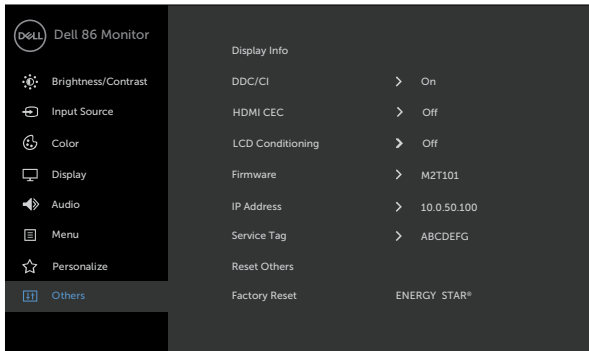 DELL Dell 86 Monitor
Display Info
Brightness/Contrast DDC/CI > On
Input Source HDMI CEC > Off
Color LCD Conditioning > Off
Display Firmware > M2T101
Audio IP Address > 10.0.50.100
Menu Service Tag > ABCDEFG
Personalize Reset Others
Others Factory Reset ENERGY STAR®